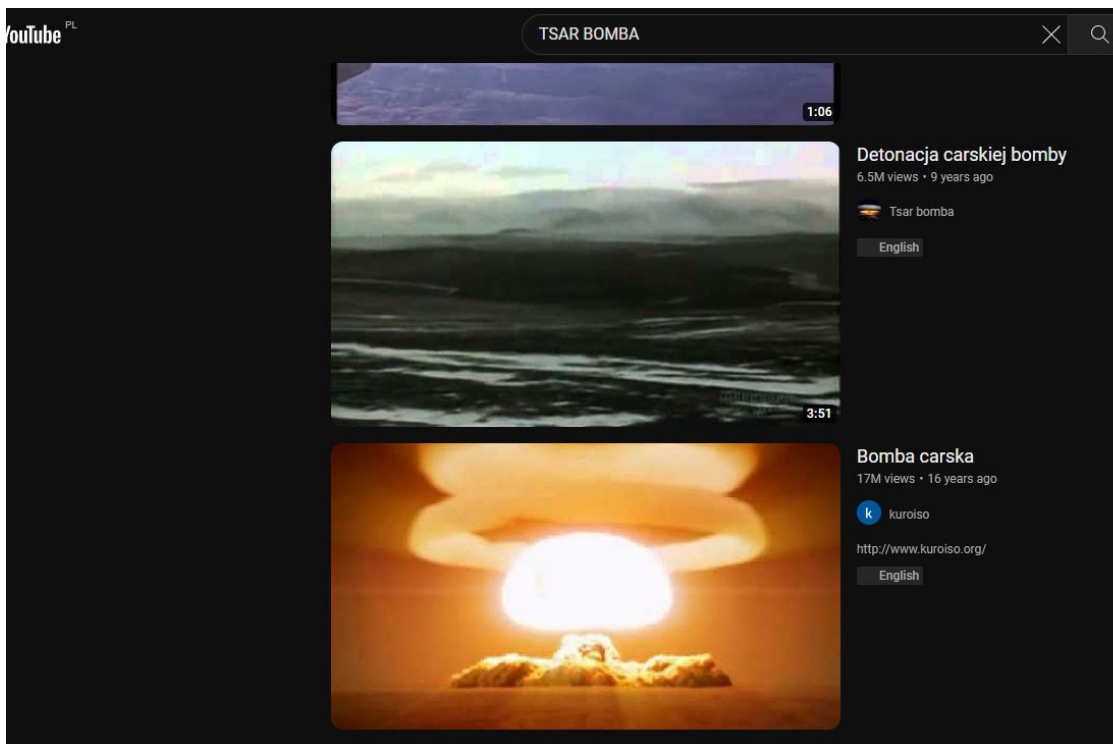 YouTube PL
TSAR BOMBA
1:06
Detonacja carskiej bomby
6.5M views • 9 years ago
Tsar bomba
English
3:51
Bomba carska
17M views • 16 years ago
k kuroiso
http://www.kuroiso.org/
English